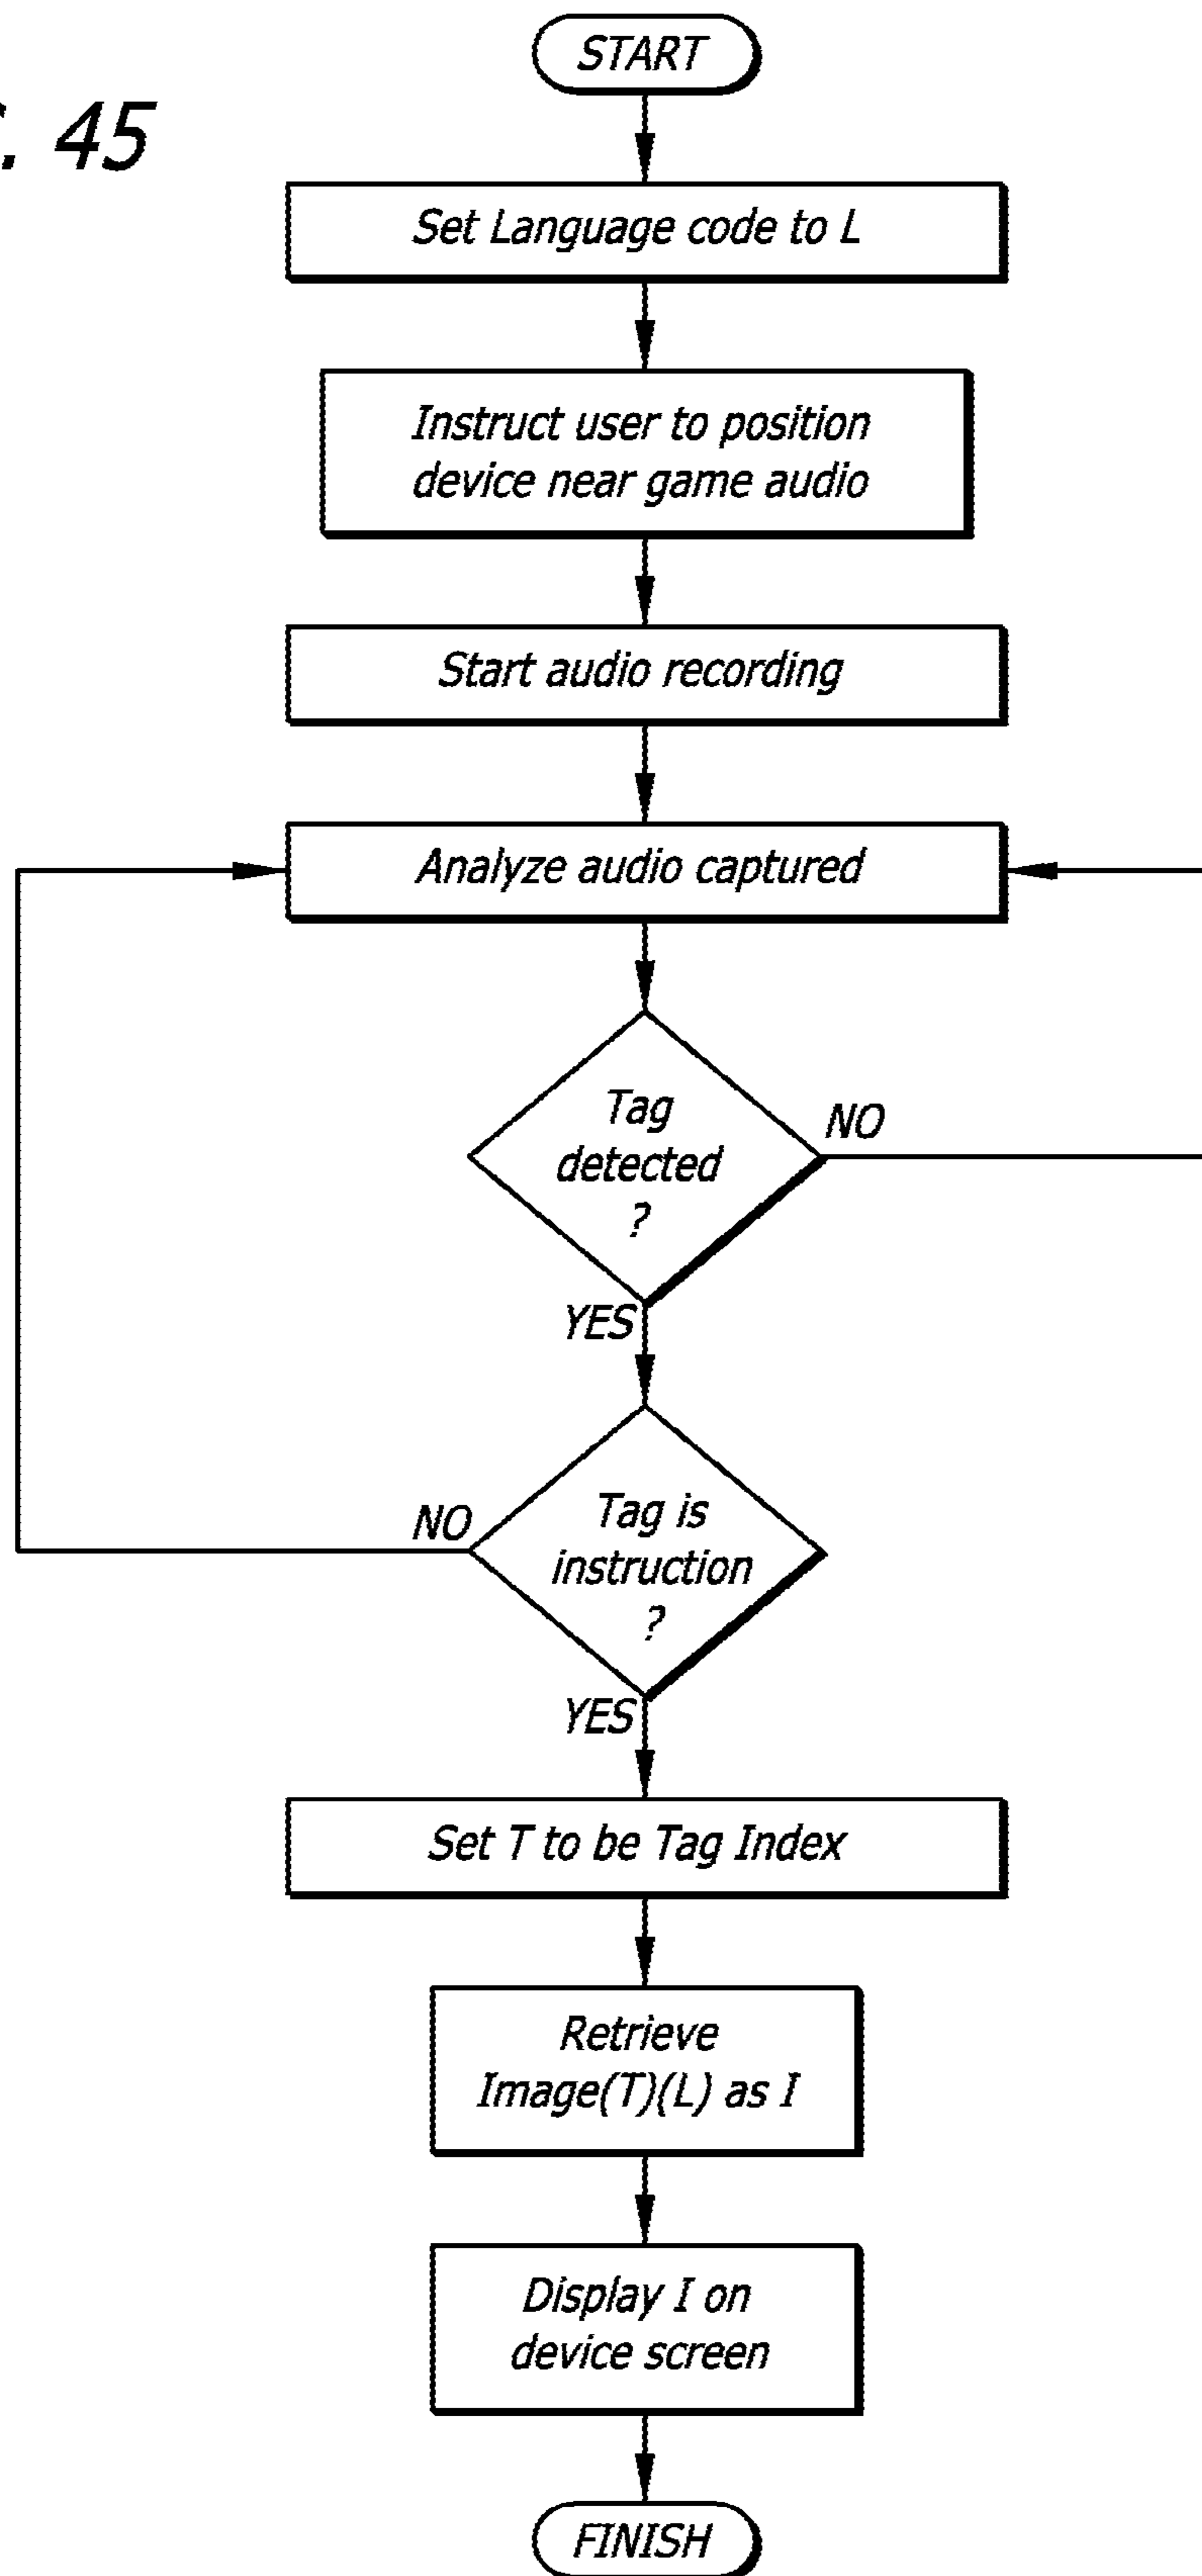 START
. 45
Set Language code to L
Instruct user to position
device near game audio
Start audio recording
Analyze audio captured
Tag
detected
?
NO
YES
Tag is
instruction
?
NO
YES
Set T to be Tag Index
Retrieve
Image(T)(L) as I
Display I on
device screen
FINISH